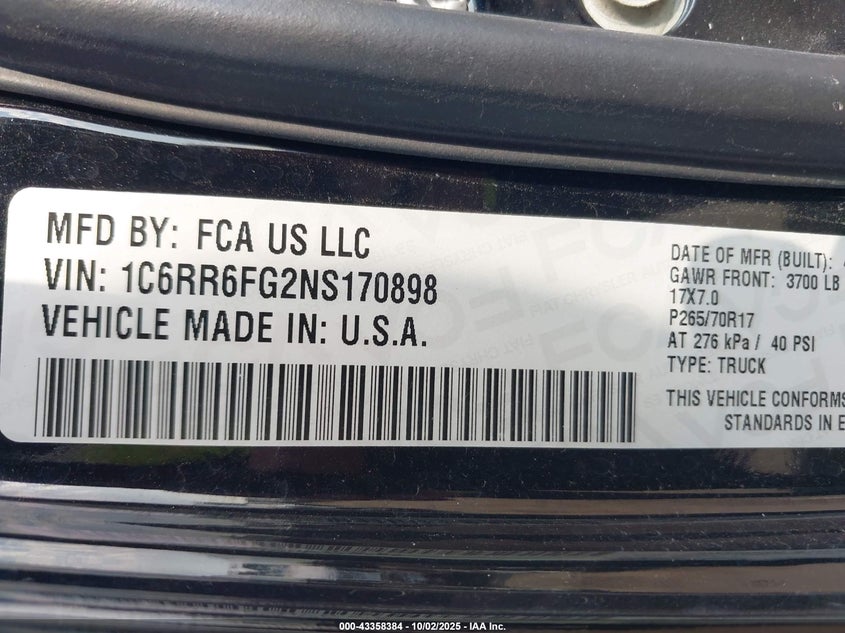 MFD BY: FCA US LLC
VIN: 1C6RR6FG2NS170898
VEHICLE MADE IN: U.S.A.
DATE OF MFR (BUILT):
GAWR FRONT: 3700 LB
17X7.0
P265/70R17
AT 276 kPa / 40 PSI
TYPE: TRUCK
THIS VEHICLE CONFORMS
STANDARDS IN E
000-43358384 - 10/02/2025 - IAA Inc.